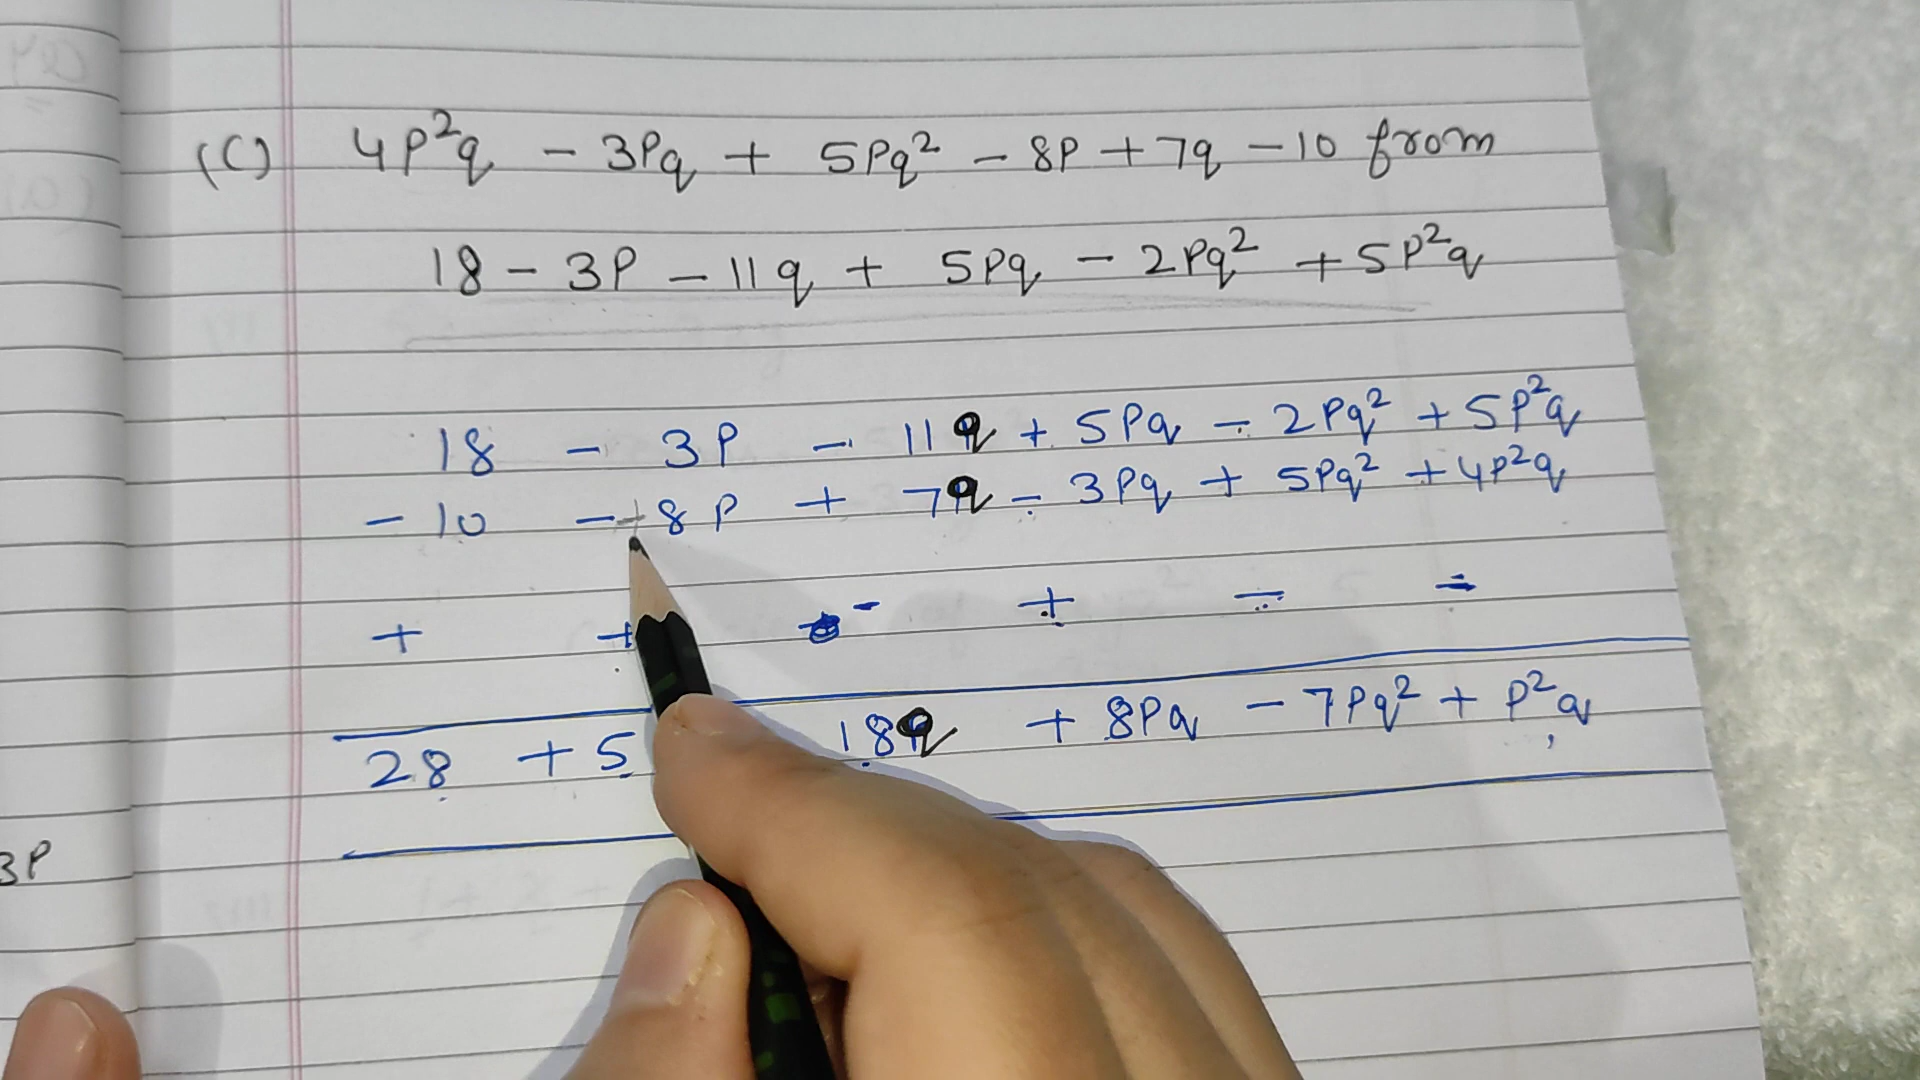 (C) 4P²q - 3Pq + 5Pq² - 8P + 7q - 10 from
18 - 3P - 11q + 5Pq - 2Pq² + 5P²q
18 - 3P - 11q + 5Pq - 2Pq² + 5P²q
- 10 - 8P + 7q - 3Pq + 5Pq² + 4P²q
+ + - + - -
28 + 5 18q + 8Pq - 7Pq² + P²q
3P